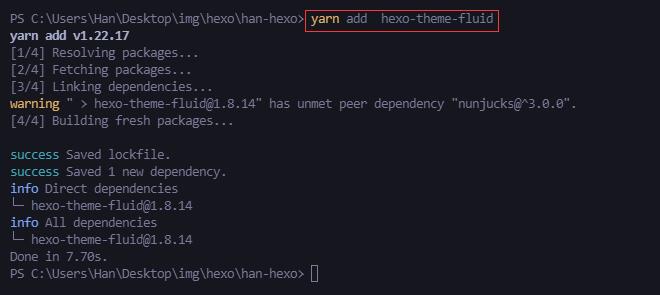 PS C:\Users\Han\Desktop\img\hexo\han-hexo> yarn add  hexo-theme-fluid
yarn add v1.22.17
[1/4] Resolving packages...
[2/4] Fetching packages...
[3/4] Linking dependencies...
warning " > hexo-theme-fluid@1.8.14" has unmet peer dependency "nunjucks@^3.0.0".
[4/4] Building fresh packages...
success Saved lockfile.
success Saved 1 new dependency.
info Direct dependencies
└─ hexo-theme-fluid@1.8.14
info All dependencies
└─ hexo-theme-fluid@1.8.14
Done in 7.70s.
PS C:\Users\Han\Desktop\img\hexo\han-hexo>